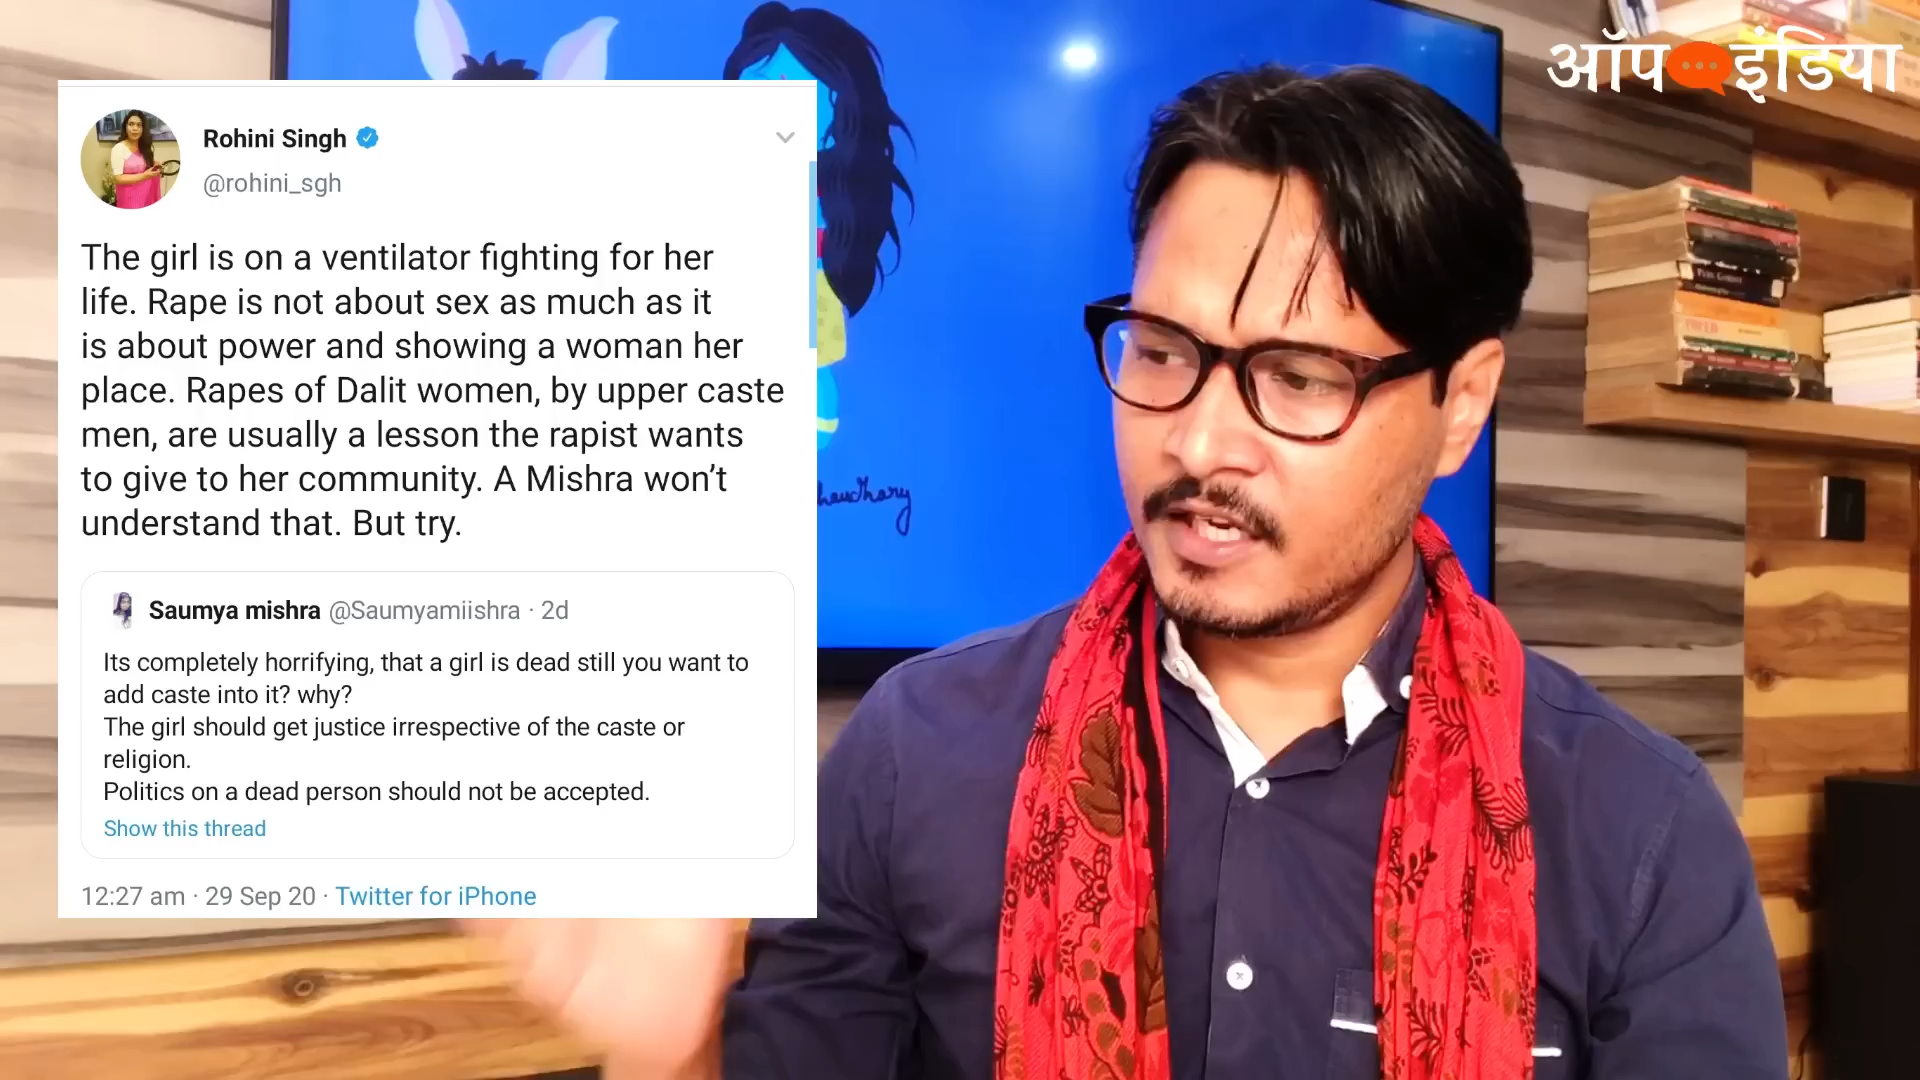 ऑपइंडिया
Rohini Singh
@rohini_sgh
The girl is on a ventilator fighting for her
life. Rape is not about sex as much as it
is about power and showing a woman her
place. Rapes of Dalit women, by upper caste
men, are usually a lesson the rapist wants
to give to her community. A Mishra won’t
understand that. But try.
Saumya mishra @Saumyamiishra · 2d
Its completely horrifying, that a girl is dead still you want to
add caste into it? why?
The girl should get justice irrespective of the caste or
religion.
Politics on a dead person should not be accepted.
Show this thread
12:27 am · 29 Sep 20 · Twitter for iPhone